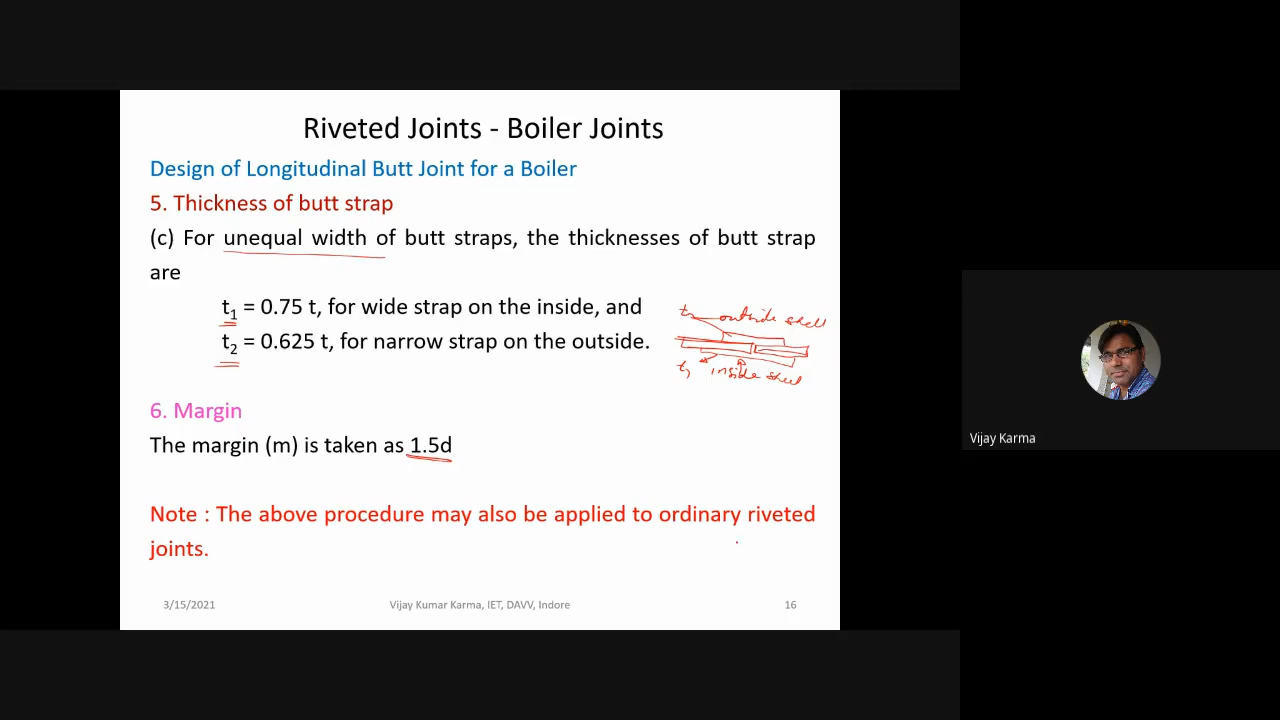 Riveted Joints - Boiler Joints
Design of Longitudinal Butt Joint for a Boiler
5. Thickness of butt strap
(c) For unequal width of butt straps, the thicknesses of butt strap
are
t1 = 0.75 t, for wide strap on the inside, and
t2 = 0.625 t, for narrow strap on the outside.
outside shell
t1 inside shell
6. Margin
The margin (m) is taken as 1.5d
Note : The above procedure may also be applied to ordinary riveted
joints.
3/15/2021 Vijay Kumar Karma, IET, DAVV, Indore 16
Vijay Karma